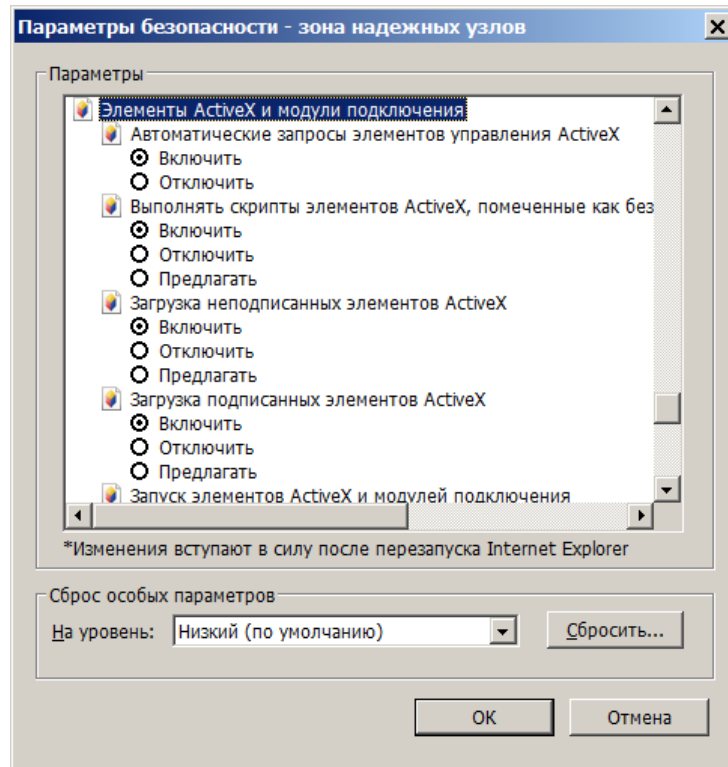 Параметры безопасности - зона надежных узлов
Параметры
Элементы ActiveX и модули подключения
Автоматические запросы элементов управления ActiveX
Включить
Отключить
Выполнять скрипты элементов ActiveX, помеченные как без
Включить
Отключить
Предлагать
Загрузка неподписанных элементов ActiveX
Включить
Отключить
Предлагать
Загрузка подписанных элементов ActiveX
Включить
Отключить
Предлагать
Запуск элементов ActiveX и модулей подключения
*Изменения вступают в силу после перезапуска Internet Explorer
Сброс особых параметров
На уровень: Низкий (по умолчанию) Сбросить...
OK Отмена